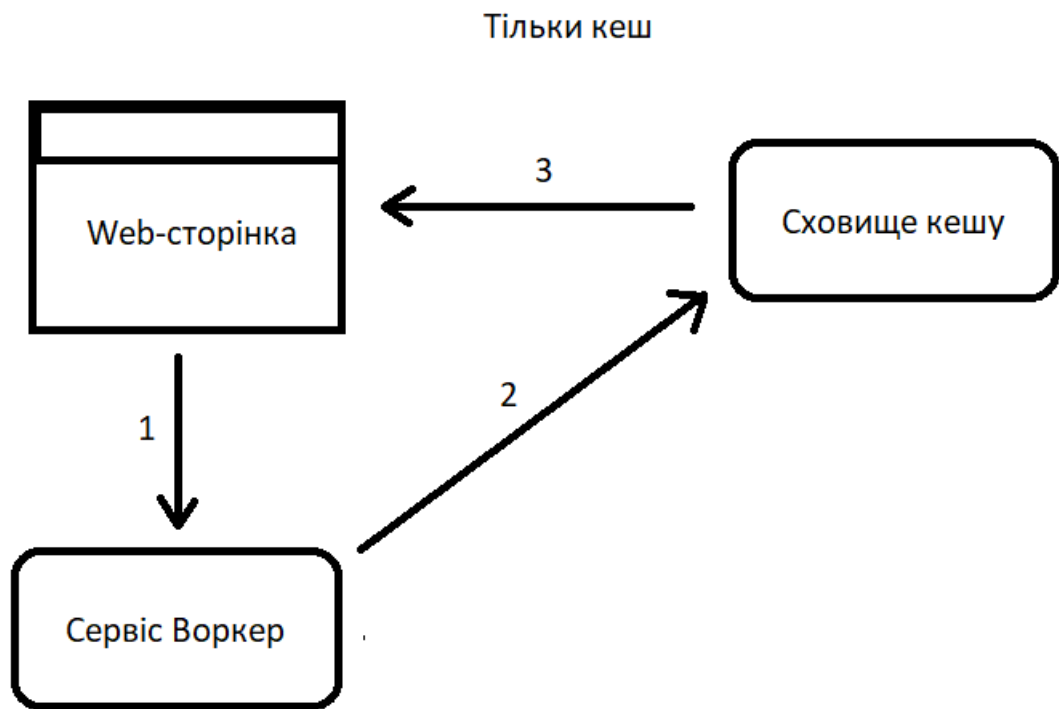 Тільки кеш
3
Web-сторінка
Сховище кешу
2
1
Сервіс Воркер